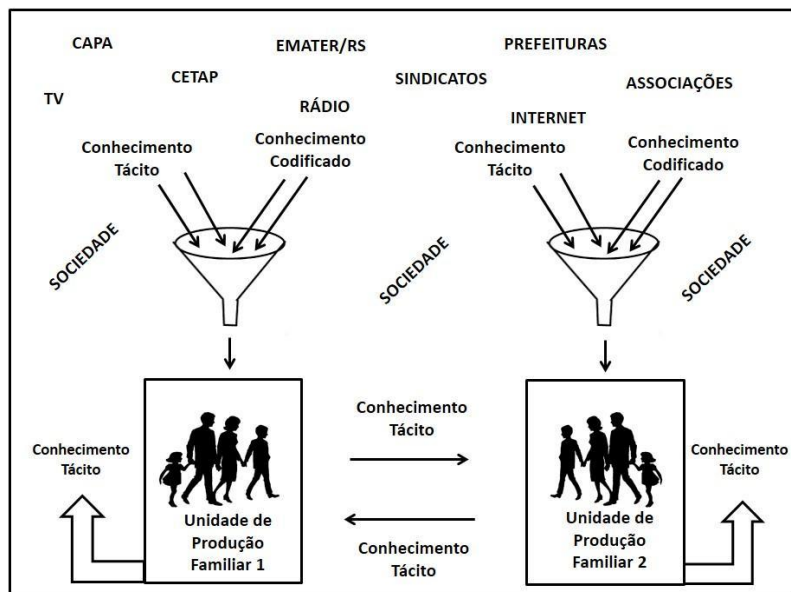 CAPA
EMATER/RS
PREFEITURAS
CETAP
SINDICATOS
ASSOCIAÇÕES
TV
RÁDIO
INTERNET
Conhecimento
Tácito
Conhecimento
Codificado
Conhecimento
Tácito
Conhecimento
Codificado
SOCIEDADE
SOCIEDADE
SOCIEDADE
Conhecimento
Tácito
Unidade de
Produção
Familiar 1
Conhecimento
Tácito
Conhecimento
Tácito
Unidade de
Produção
Familiar 2
Conhecimento
Tácito